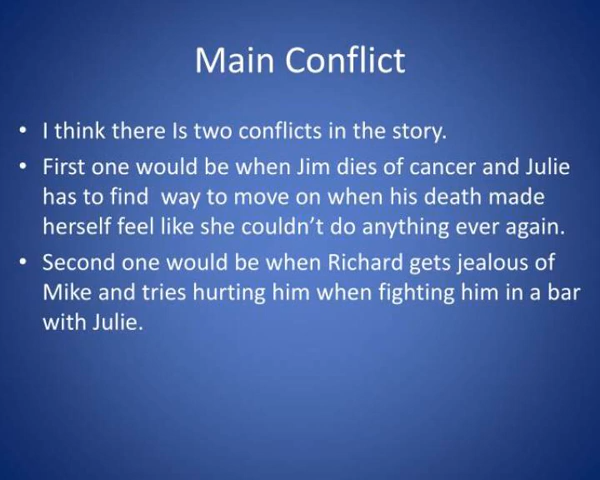 Main Conflict
• I think there Is two conflicts in the story.
• First one would be when Jim dies of cancer and Julie
has to find  way to move on when his death made
herself feel like she couldn’t do anything ever again.
• Second one would be when Richard gets jealous of
Mike and tries hurting him when fighting him in a bar
with Julie.